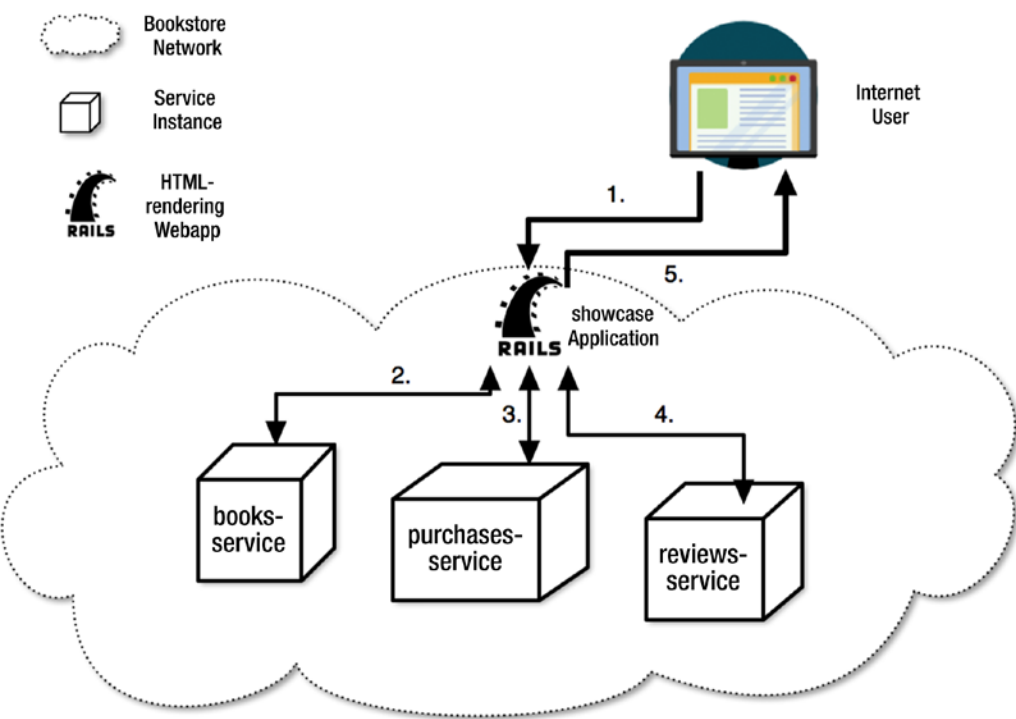 Bookstore
Network
Service
Instance
HTML-
rendering
Webapp
RAILS
Internet
User
1.
5.
showcase
Application
RAILS
2.
3.
4.
books-
service
purchases-
service
reviews-
service